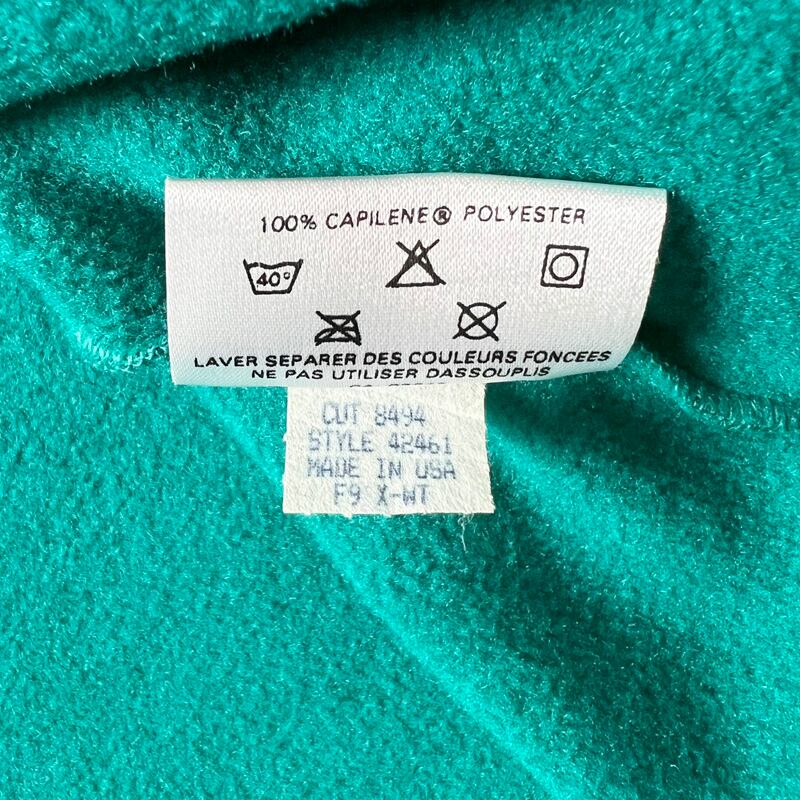 100% CAPILENE® POLYESTER
40°
LAVER SEPARER DES COULEURS FONCEES
NE PAS UTILISER DASSOUPLIS
CUT 8494
STYLE 42461
MADE IN USA
F9 X-WT